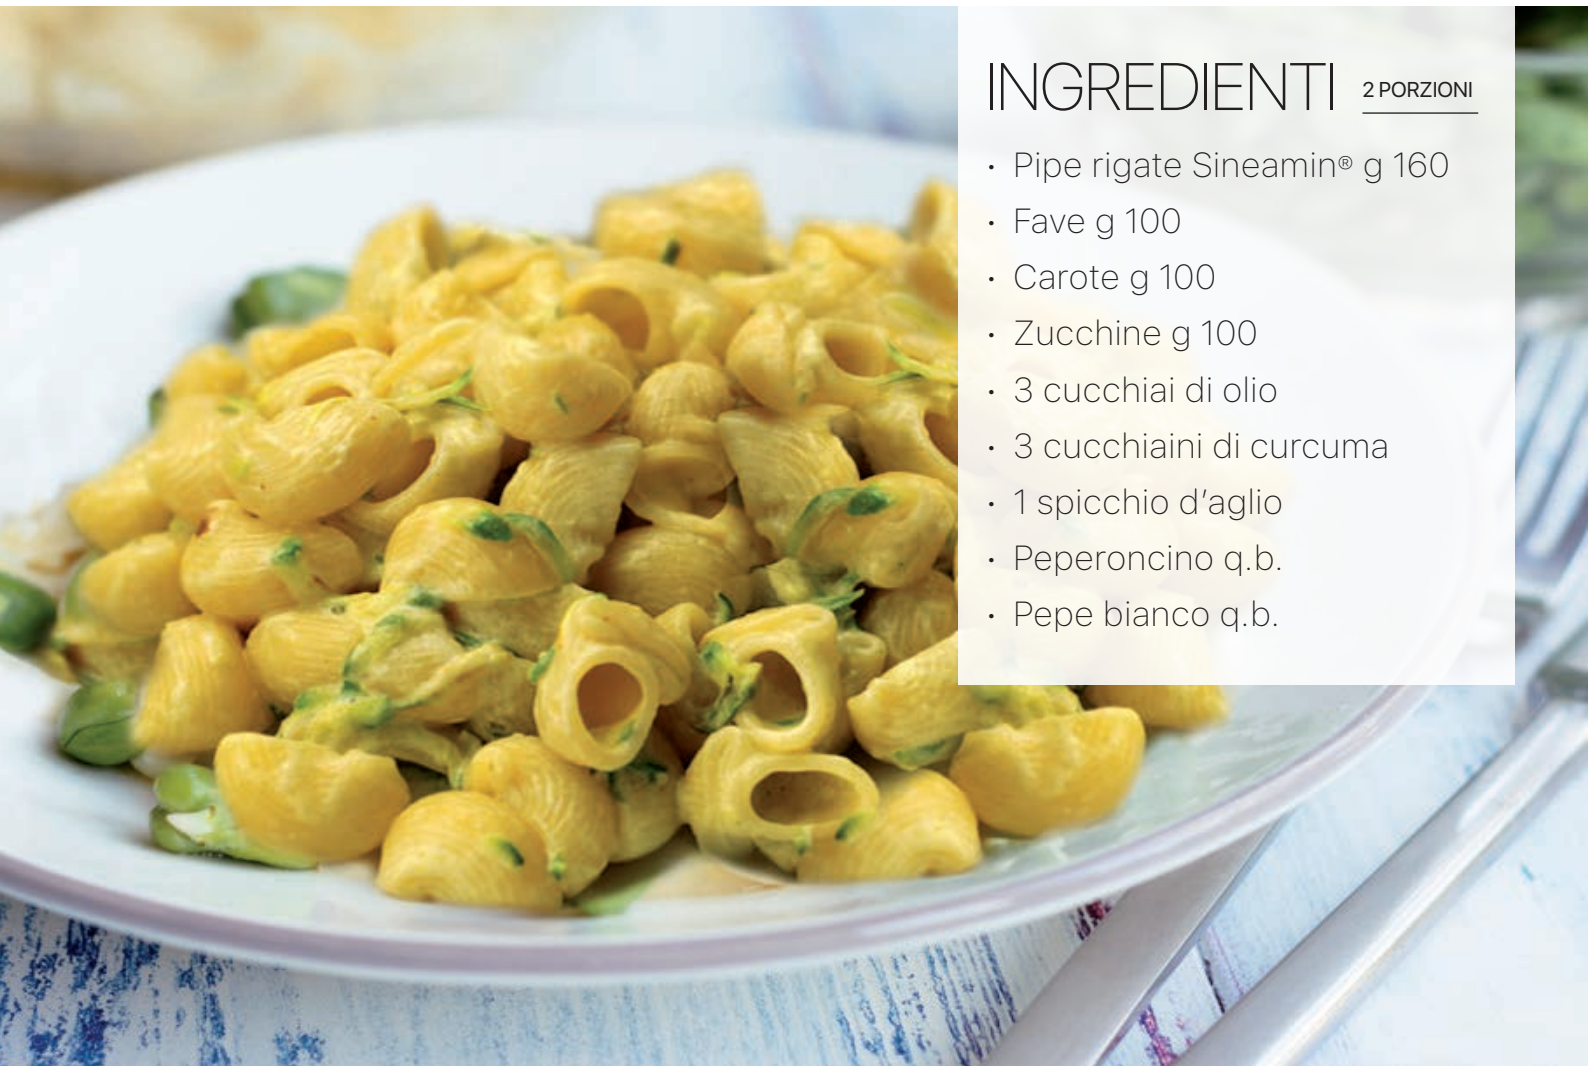 INGREDIENTI 2 PORZIONI
• Pipe rigate Sineamin® g 160
• Fave g 100
• Carote g 100
• Zucchine g 100
• 3 cucchiai di olio
• 3 cucchiaini di curcuma
• 1 spicchio d’aglio
• Peperoncino q.b.
• Pepe bianco q.b.